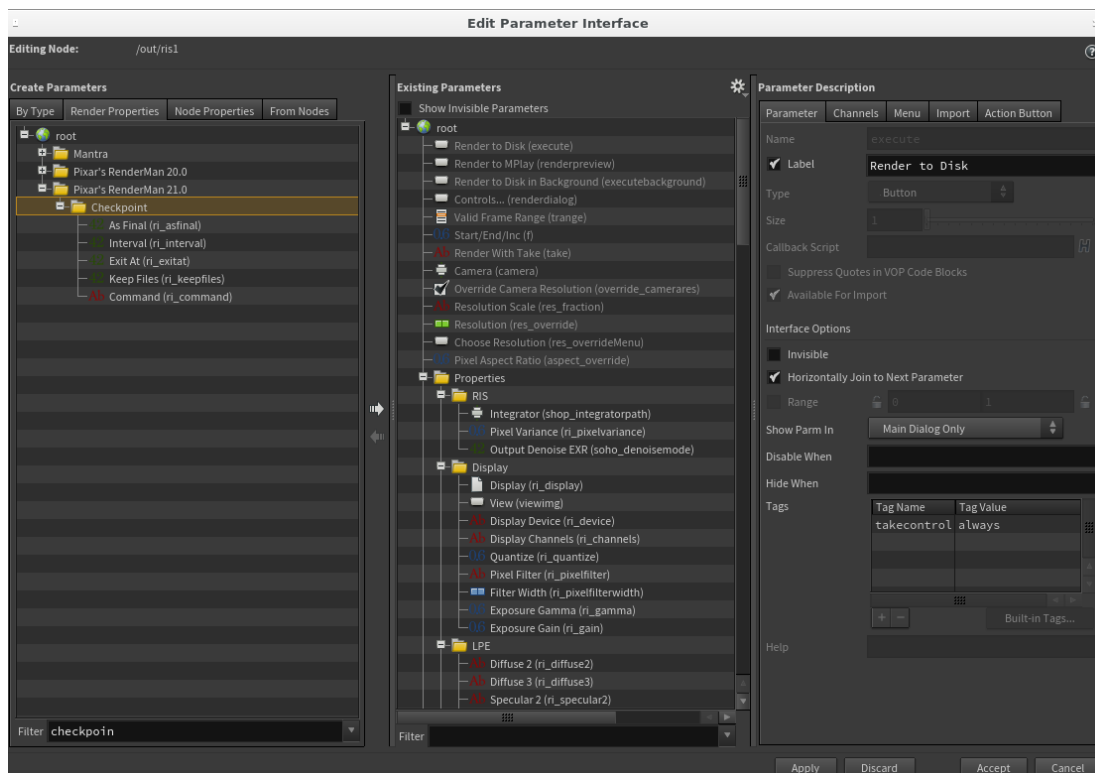 Edit Parameter Interface
Editing Node: /out/ris1
Create Parameters
By Type Render Properties Node Properties From Nodes
root
Mantra
Pixar's RenderMan 20.0
Pixar's RenderMan 21.0
Checkpoint
As Final (ri_asfinal)
Interval (ri_interval)
Exit At (ri_exitat)
Keep Files (ri_keepfiles)
Ab Command (ri_command)
Filter checkpoin
Existing Parameters
Show Invisible Parameters
root
Render to Disk (execute)
Render to MPlay (renderpreview)
Render to Disk in Background (executebackground)
Controls... (renderdialog)
Valid Frame Range (trange)
Start/End/Inc (f)
Ab Render With Take (take)
Camera (camera)
Override Camera Resolution (override_camerares)
Resolution Scale (res_fraction)
Resolution (res_override)
Choose Resolution (res_overrideMenu)
Pixel Aspect Ratio (aspect_override)
Properties
RIS
Integrator (shop_integratorpath)
Pixel Variance (ri_pixelvariance)
Output Denoise EXR (soho_denoisemode)
Display
Display (ri_display)
View (viewimg)
Ab Display Device (ri_device)
Ab Display Channels (ri_channels)
Quantize (ri_quantize)
Ab Pixel Filter (ri_pixelfilter)
Filter Width (ri_pixelfilterwidth)
Exposure Gamma (ri_gamma)
Exposure Gain (ri_gain)
LPE
Ab Diffuse 2 (ri_diffuse2)
Ab Diffuse 3 (ri_diffuse3)
Ab Specular 2 (ri_specular2)
Filter
Parameter Description
Parameter Channels Menu Import Action Button
Name execute
Label Render to Disk
Type Button
Size 1
Callback Script
Suppress Quotes in VOP Code Blocks
Available For Import
Interface Options
Invisible
Horizontally Join to Next Parameter
Range 0 1
Show Parm In Main Dialog Only
Disable When
Hide When
Tags
Tag Name Tag Value
takecontrol always
+ − Built-in Tags...
Help
Apply Discard Accept Cancel